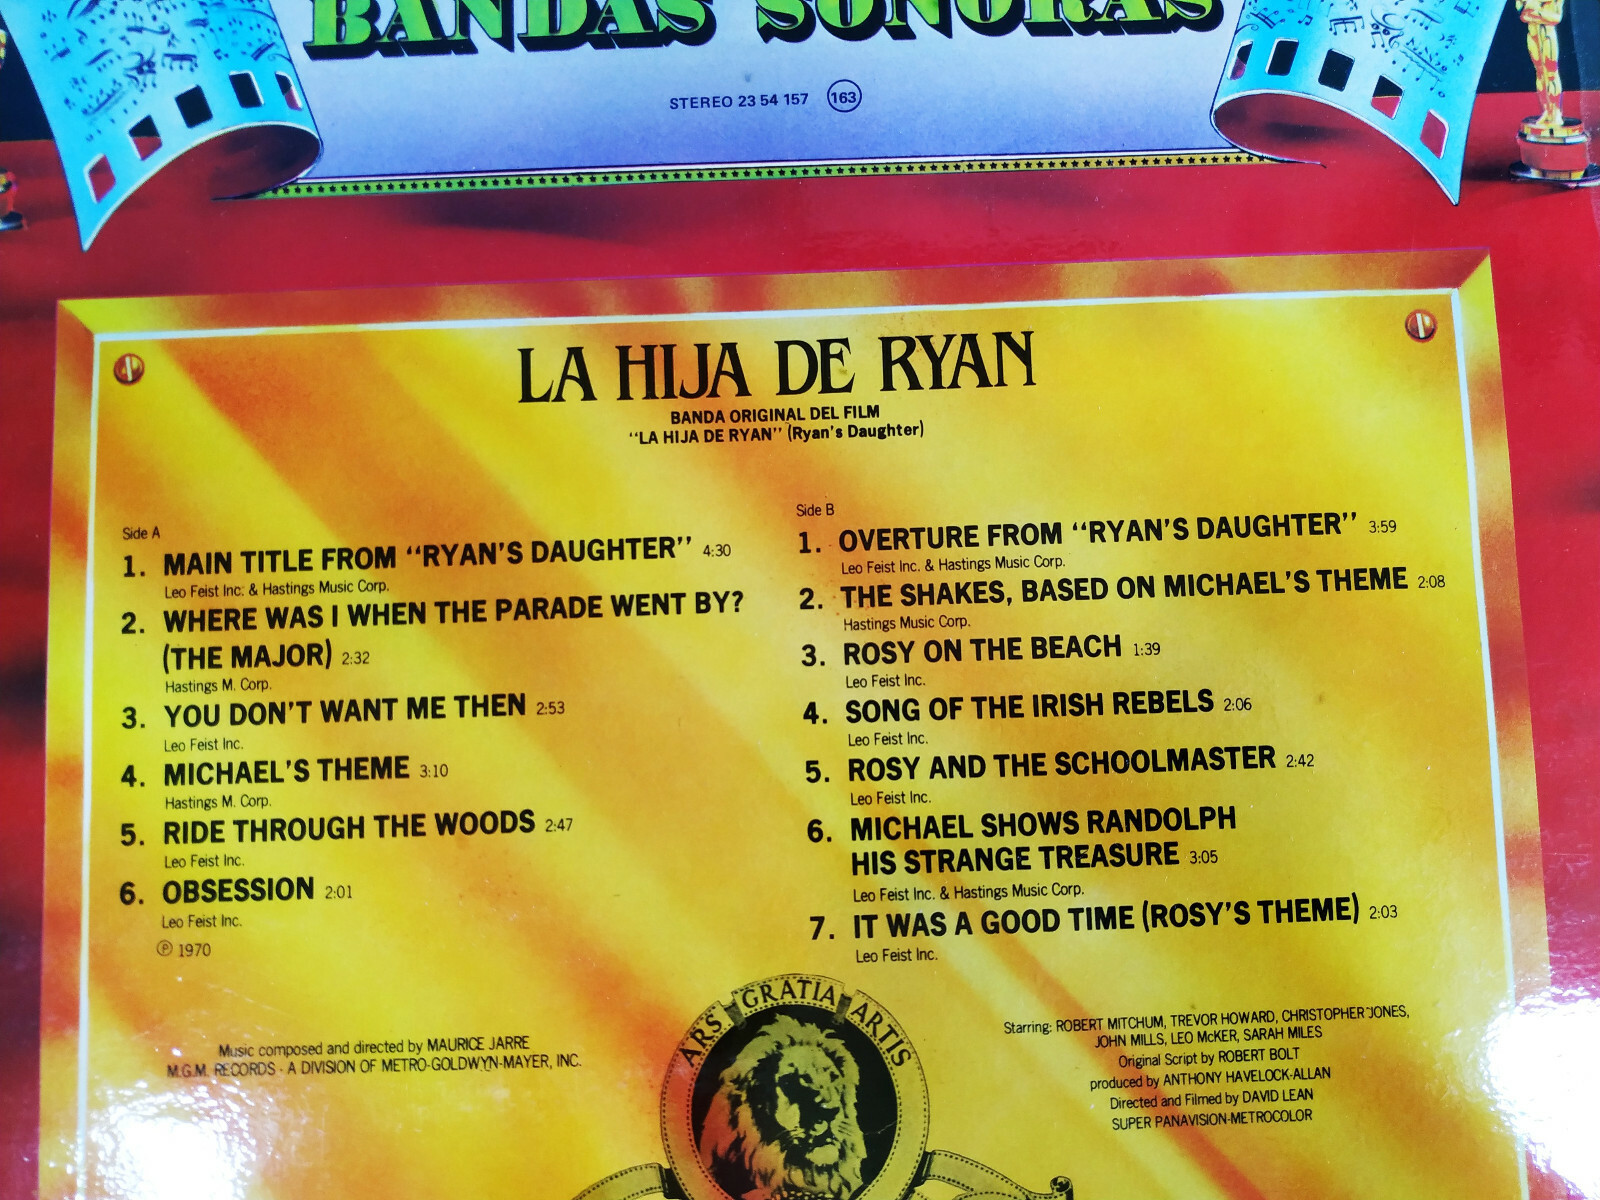 BANDAS SONORAS
STEREO 23 54 157 163
LA HIJA DE RYAN
BANDA ORIGINAL DEL FILM
"LA HIJA DE RYAN" (Ryan's Daughter)
Side A
1. MAIN TITLE FROM "RYAN'S DAUGHTER" 4:30
Leo Feist Inc. & Hastings Music Corp.
2. WHERE WAS I WHEN THE PARADE WENT BY?
(THE MAJOR) 2:32
Hastings M. Corp.
3. YOU DON'T WANT ME THEN 2:53
Leo Feist Inc.
4. MICHAEL'S THEME 3:10
Hastings M. Corp.
5. RIDE THROUGH THE WOODS 2:47
Leo Feist Inc.
6. OBSESSION 2:01
Leo Feist Inc.
℗ 1970
Side B
1. OVERTURE FROM "RYAN'S DAUGHTER" 3:59
Leo Feist Inc. & Hastings Music Corp.
2. THE SHAKES, BASED ON MICHAEL'S THEME 2:08
Hastings Music Corp.
3. ROSY ON THE BEACH 1:39
Leo Feist Inc.
4. SONG OF THE IRISH REBELS 2:06
Leo Feist Inc.
5. ROSY AND THE SCHOOLMASTER 2:42
Leo Feist Inc.
6. MICHAEL SHOWS RANDOLPH
HIS STRANGE TREASURE 3:05
Leo Feist Inc. & Hastings Music Corp.
7. IT WAS A GOOD TIME (ROSY'S THEME) 2:03
Leo Feist Inc.
Music composed and directed by MAURICE JARRE
M.G.M. RECORDS - A DIVISION OF METRO-GOLDWYN-MAYER, INC.
ARS GRATIA ARTIS
Starring: ROBERT MITCHUM, TREVOR HOWARD, CHRISTOPHER JONES,
JOHN MILLS, LEO McKER, SARAH MILES
Original Script by ROBERT BOLT
produced by ANTHONY HAVELOCK-ALLAN
Directed and Filmed by DAVID LEAN
SUPER PANAVISION-METROCOLOR